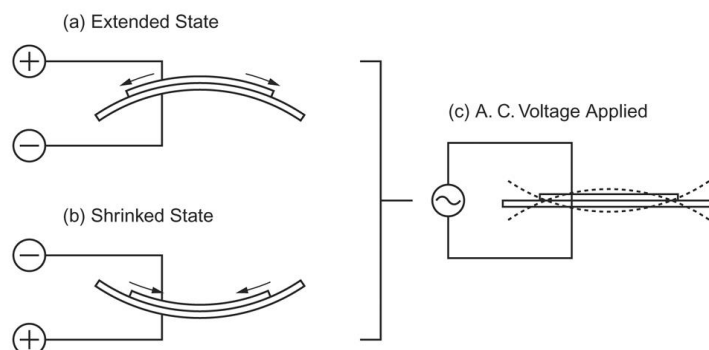 (a) Extended State
+
−
(c) A. C. Voltage Applied
(b) Shrinked State
−
+